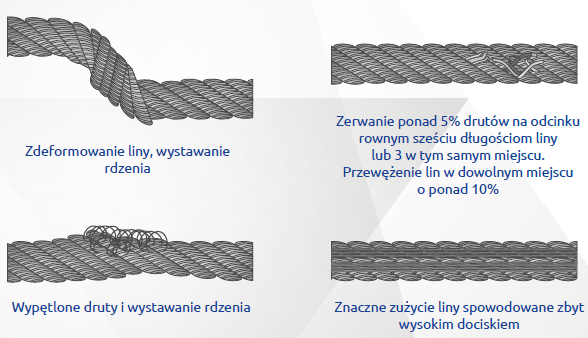 Zdeformowanie liny, wystawanie
rdzenia
Zerwanie ponad 5% drutów na odcinku
rownym sześciu długościom liny
lub 3 w tym samym miejscu.
Przewężenie lin w dowolnym miejscu
o ponad 10%
Wypętlone druty i wystawanie rdzenia
Znaczne zużycie liny spowodowane zbyt
wysokim dociskiem